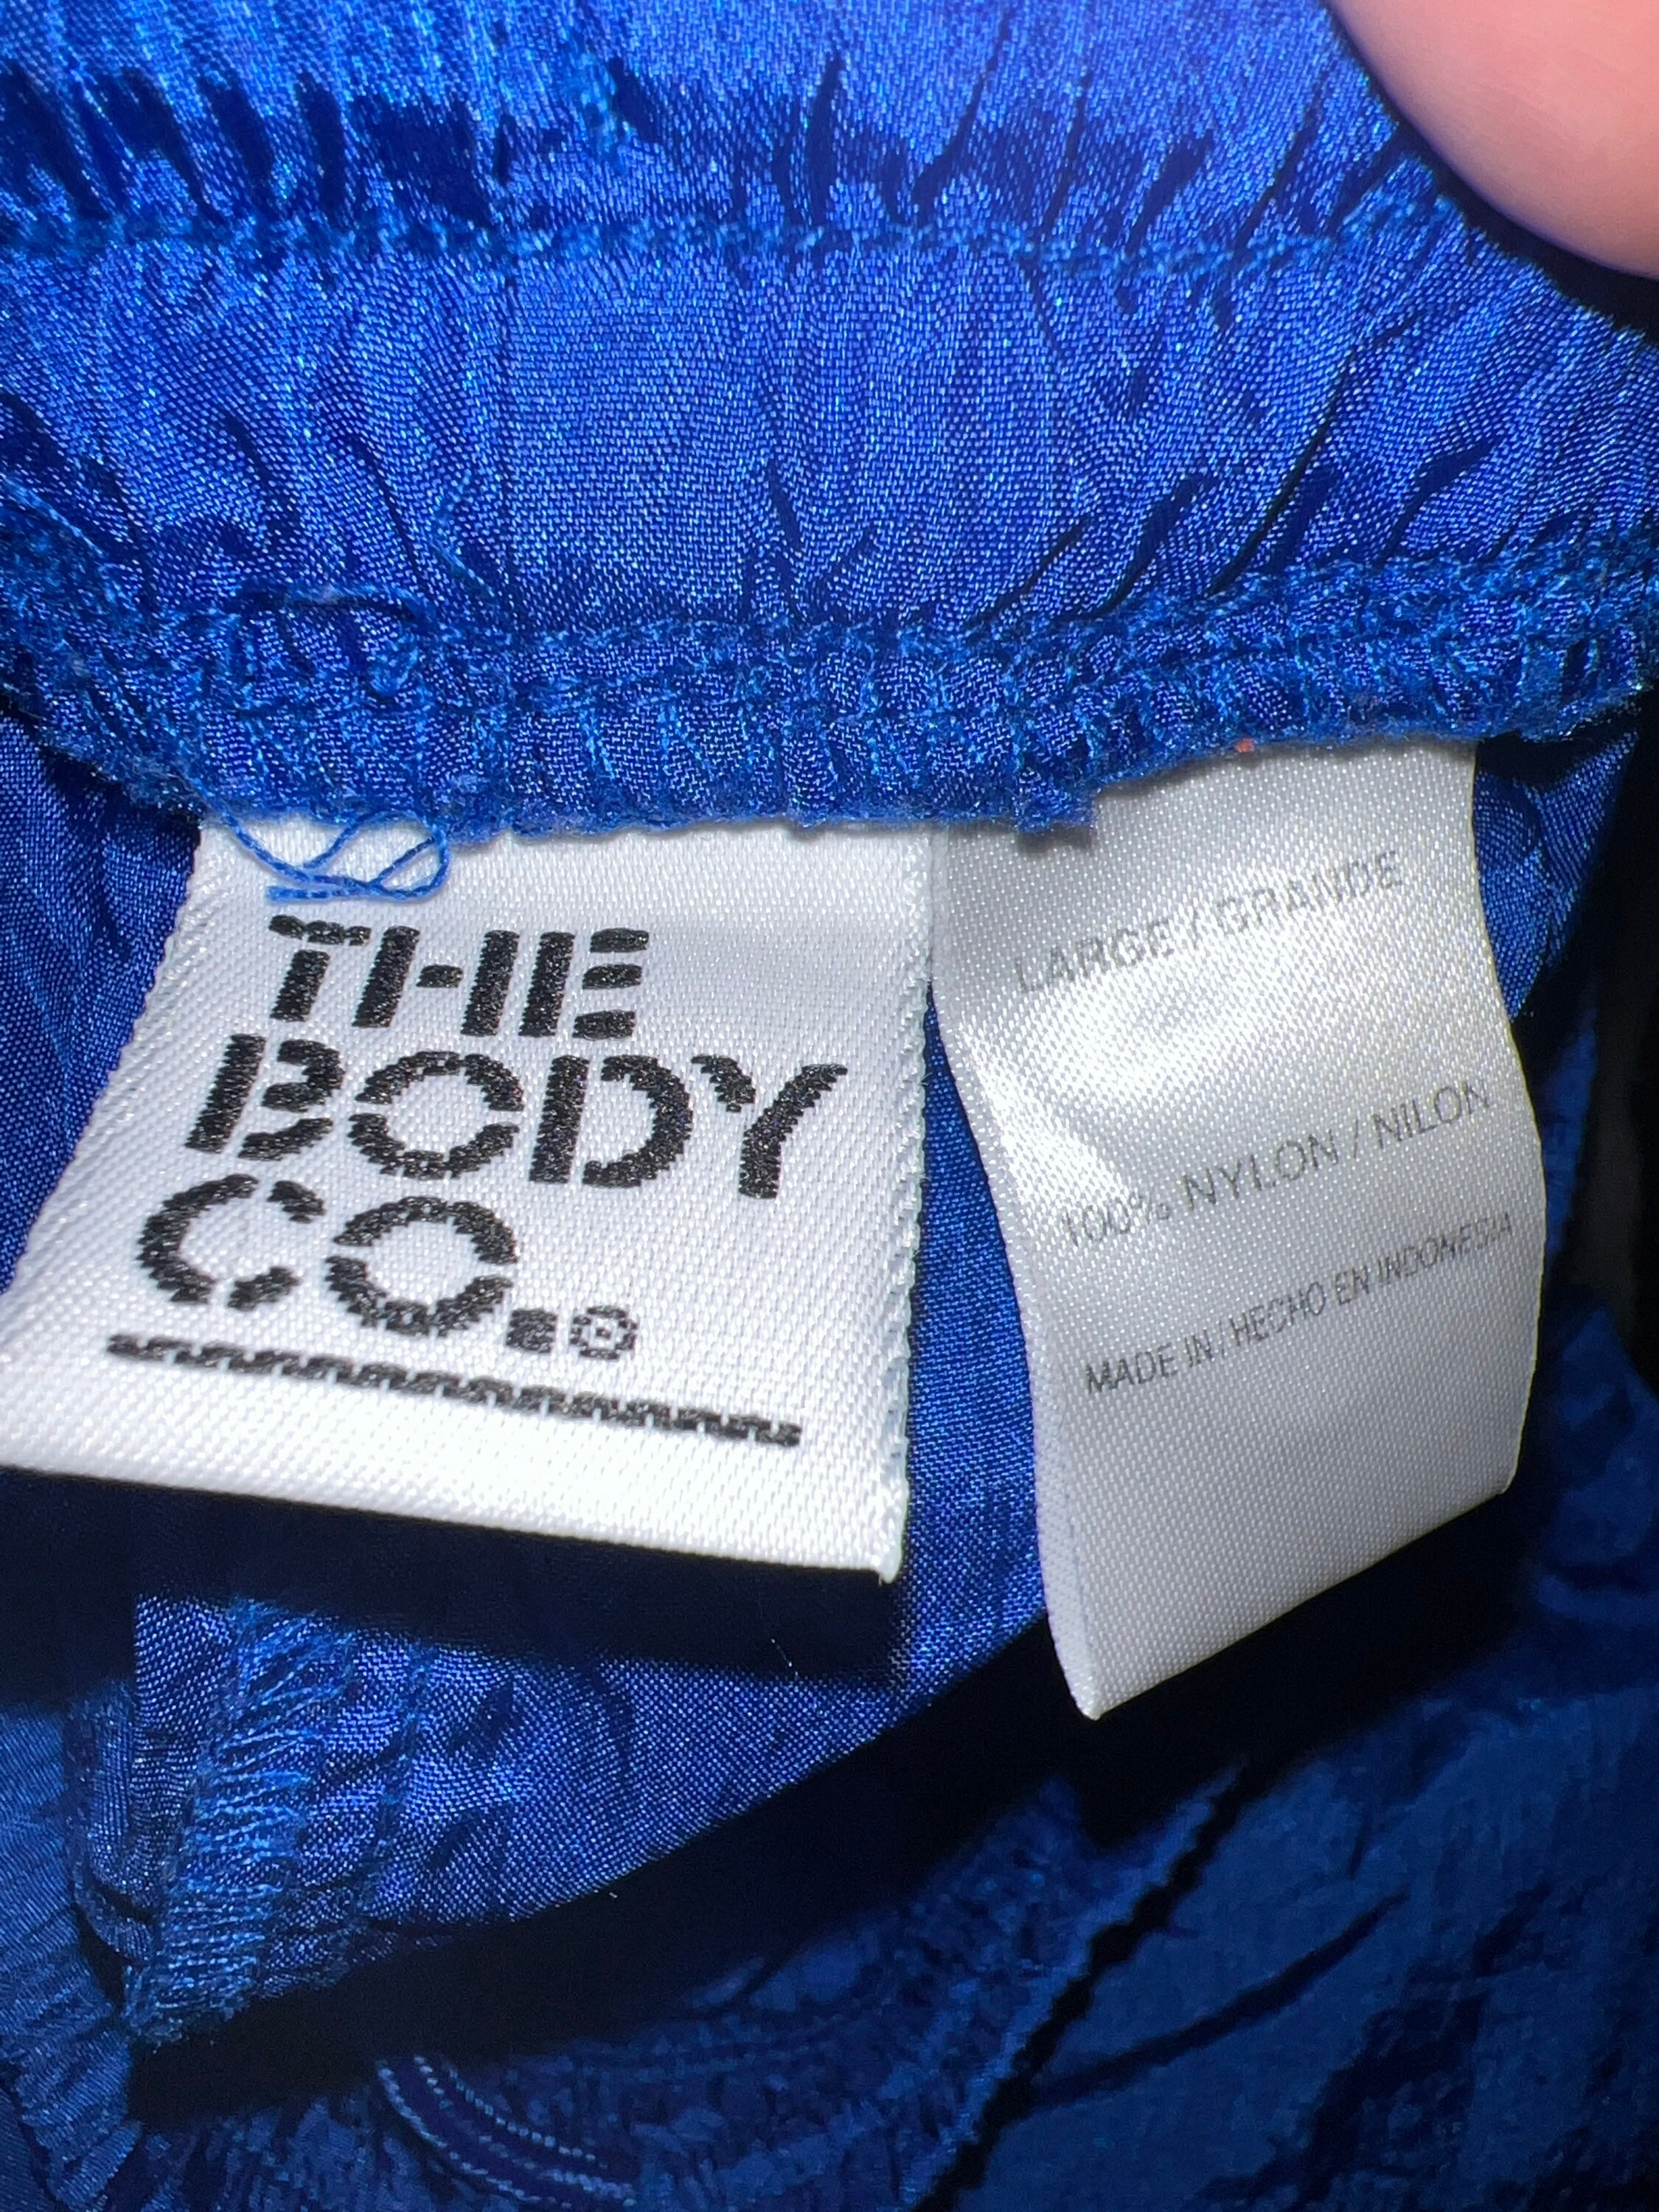 THE
BODY
CO.®
LARGE / GRANDE
100% NYLON / NILON
MADE IN / HECHO EN INDONESIA